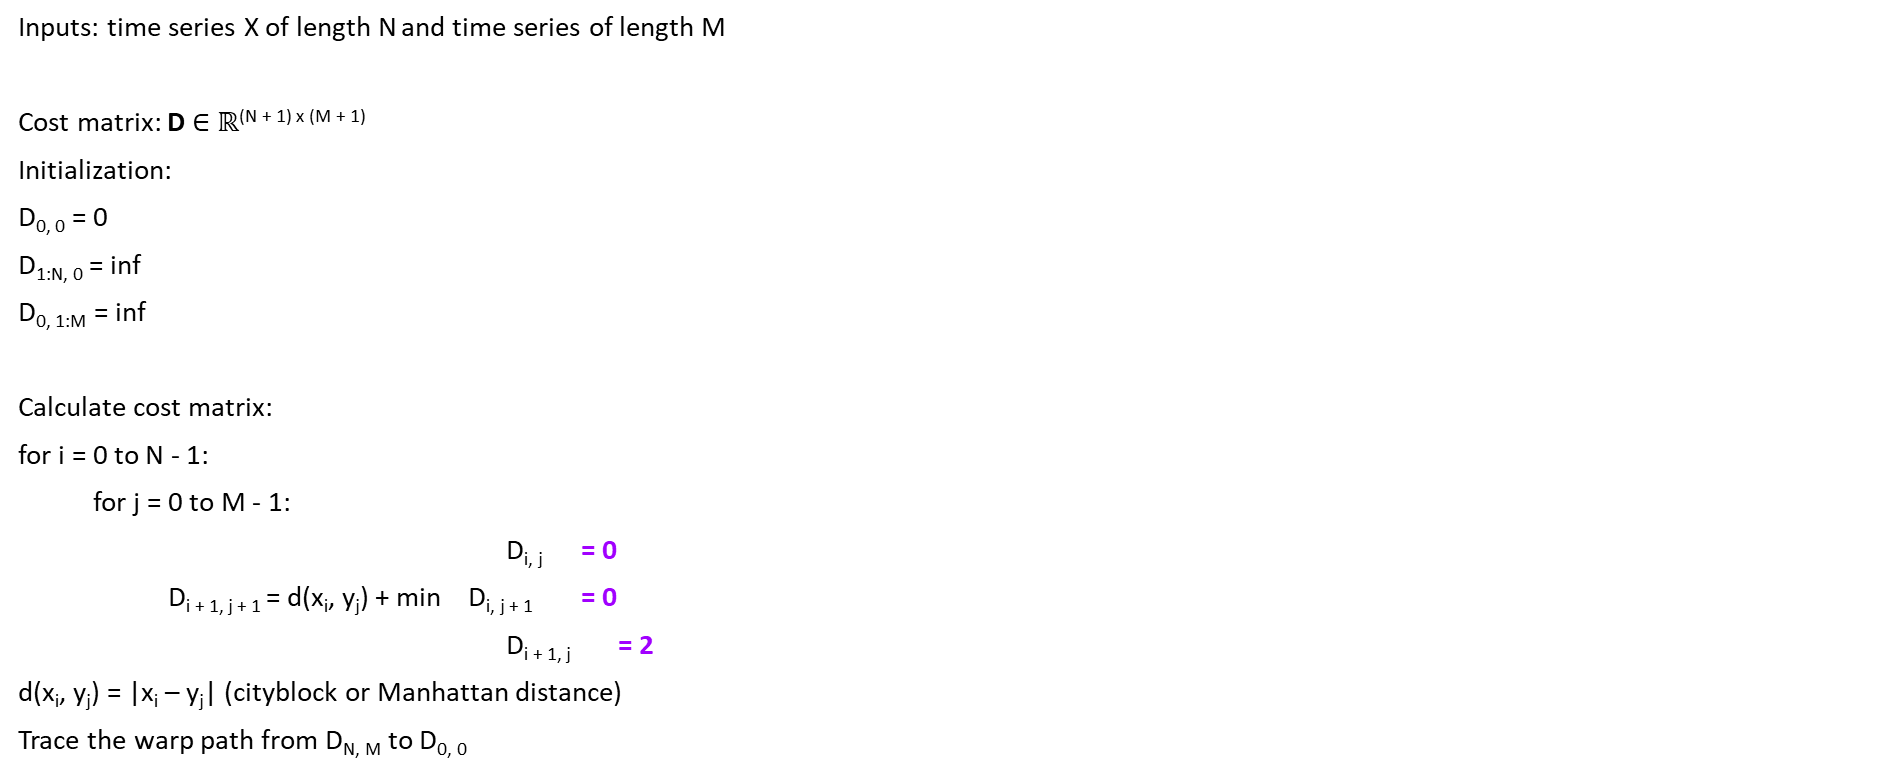 Inputs: time series X of length N and time series of length M
Cost matrix: D ∈ ℝ(N + 1) x (M + 1)
Initialization:
D0, 0 = 0
D1:N, 0 = inf
D0, 1:M = inf
Calculate cost matrix:
for i = 0 to N - 1:
for j = 0 to M - 1:
Di, j = 0
Di + 1, j + 1 = d(xi, yj) + min Di, j + 1 = 0
Di + 1, j = 2
d(xi, yj) = |xi – yj| (cityblock or Manhattan distance)
Trace the warp path from DN, M to D0, 0